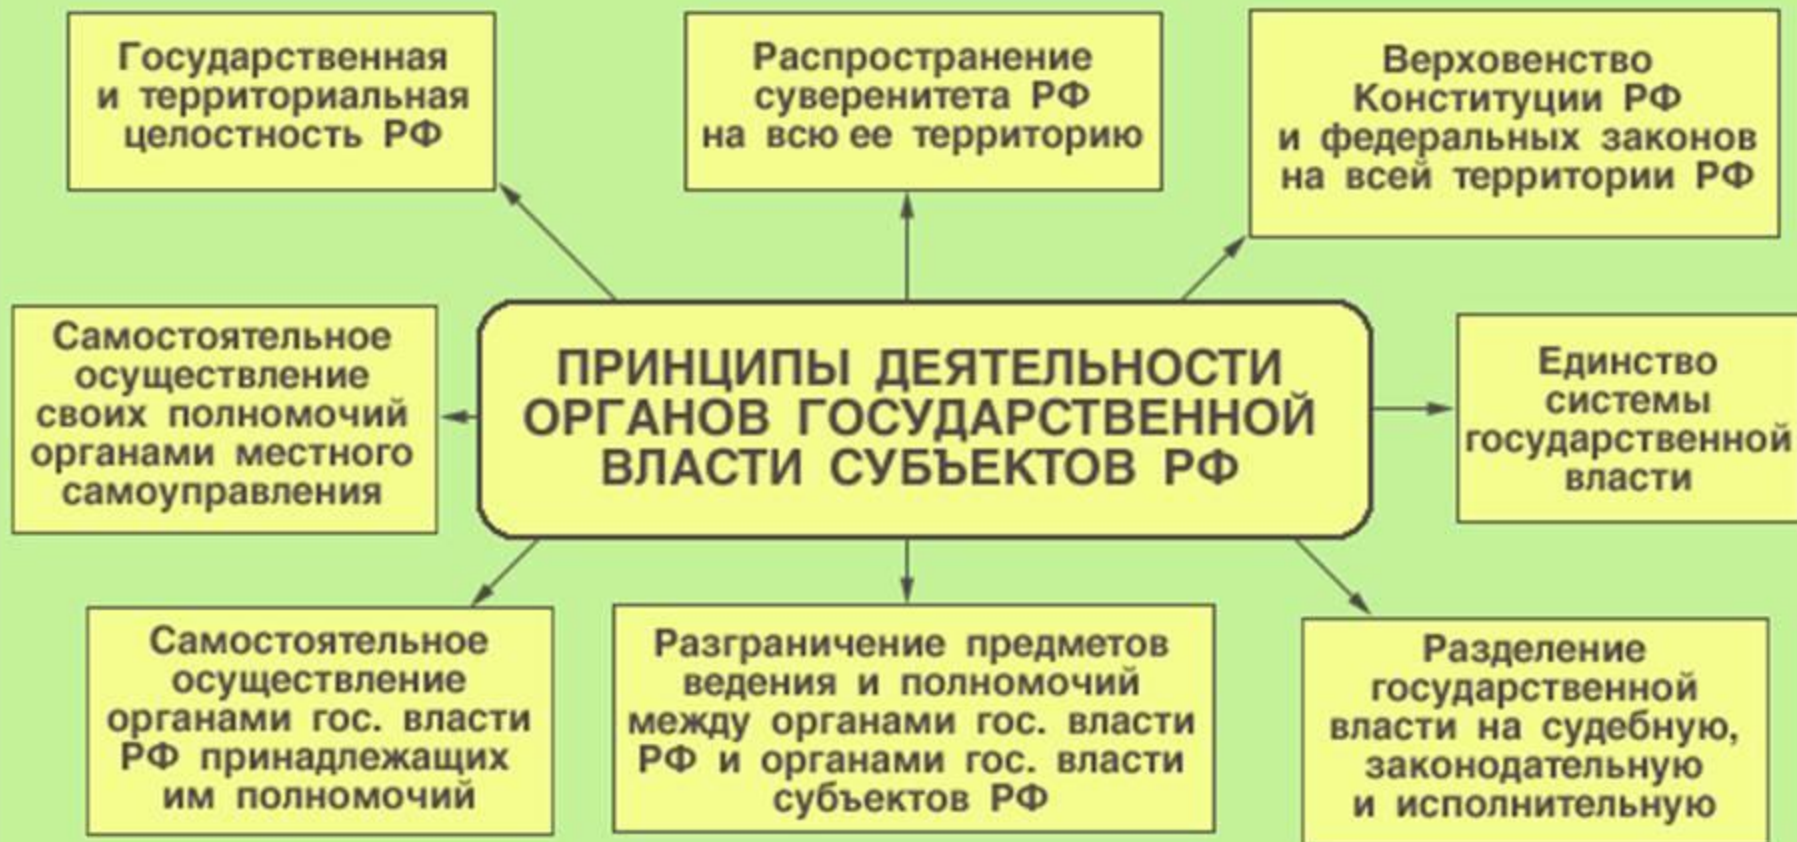 Государственная
и территориальная
целостность РФ
Распространение
суверенитета РФ
на всю ее территорию
Верховенство
Конституции РФ
и федеральных законов
на всей территории РФ
Самостоятельное
осуществление
своих полномочий
органами местного
самоуправления
ПРИНЦИПЫ ДЕЯТЕЛЬНОСТИ
ОРГАНОВ ГОСУДАРСТВЕННОЙ
ВЛАСТИ СУБЪЕКТОВ РФ
Единство
системы
государственной
власти
Самостоятельное
осуществление
органами гос. власти
РФ принадлежащих
им полномочий
Разграничение предметов
ведения и полномочий
между органами гос. власти
РФ и органами гос. власти
субъектов РФ
Разделение
государственной
власти на судебную,
законодательную
и исполнительную